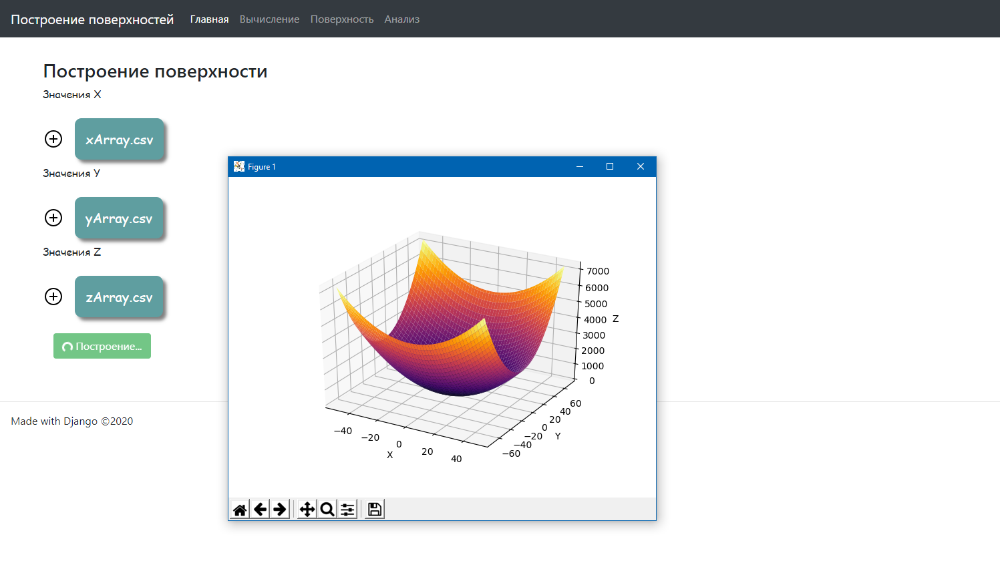 Построение поверхностей Главная Вычисление Поверхность Анализ
Построение поверхности
Значения X
xArray.csv
Значения Y
yArray.csv
Значения Z
zArray.csv
Построение...
Made with Django ©2020
Figure 1
7000
6000
5000
4000
3000
2000
1000
0
Z
60
40
20
0
−20
−40
−60
Y
−40
−20
0
20
40
X